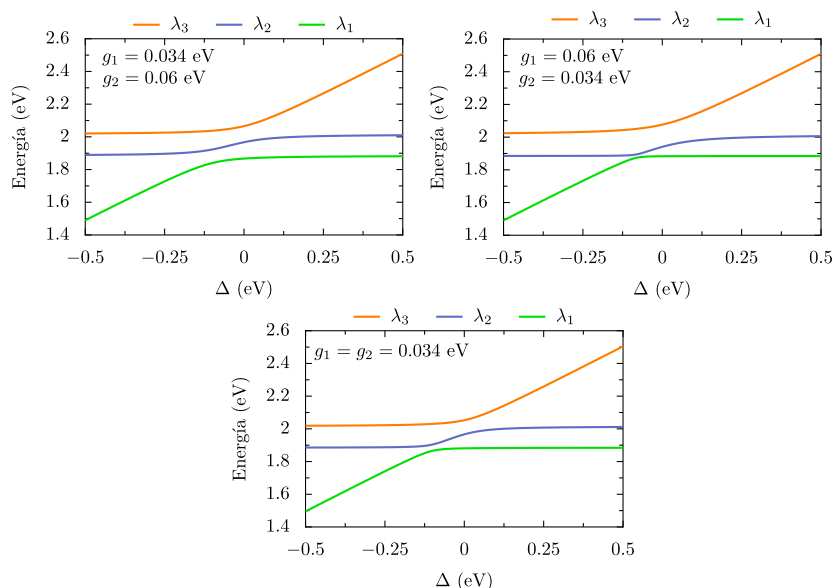 λ₃ λ₂ λ₁
g₁ = 0.034 eV
g₂ = 0.06 eV
Energía (eV)
2.6
2.4
2.2
2
1.8
1.6
1.4
−0.5 −0.25 0 0.25 0.5
Δ (eV)
λ₃ λ₂ λ₁
g₁ = 0.06 eV
g₂ = 0.034 eV
Energía (eV)
2.6
2.4
2.2
2
1.8
1.6
1.4
−0.5 −0.25 0 0.25 0.5
Δ (eV)
λ₃ λ₂ λ₁
g₁ = g₂ = 0.034 eV
Energía (eV)
2.6
2.4
2.2
2
1.8
1.6
1.4
−0.5 −0.25 0 0.25 0.5
Δ (eV)